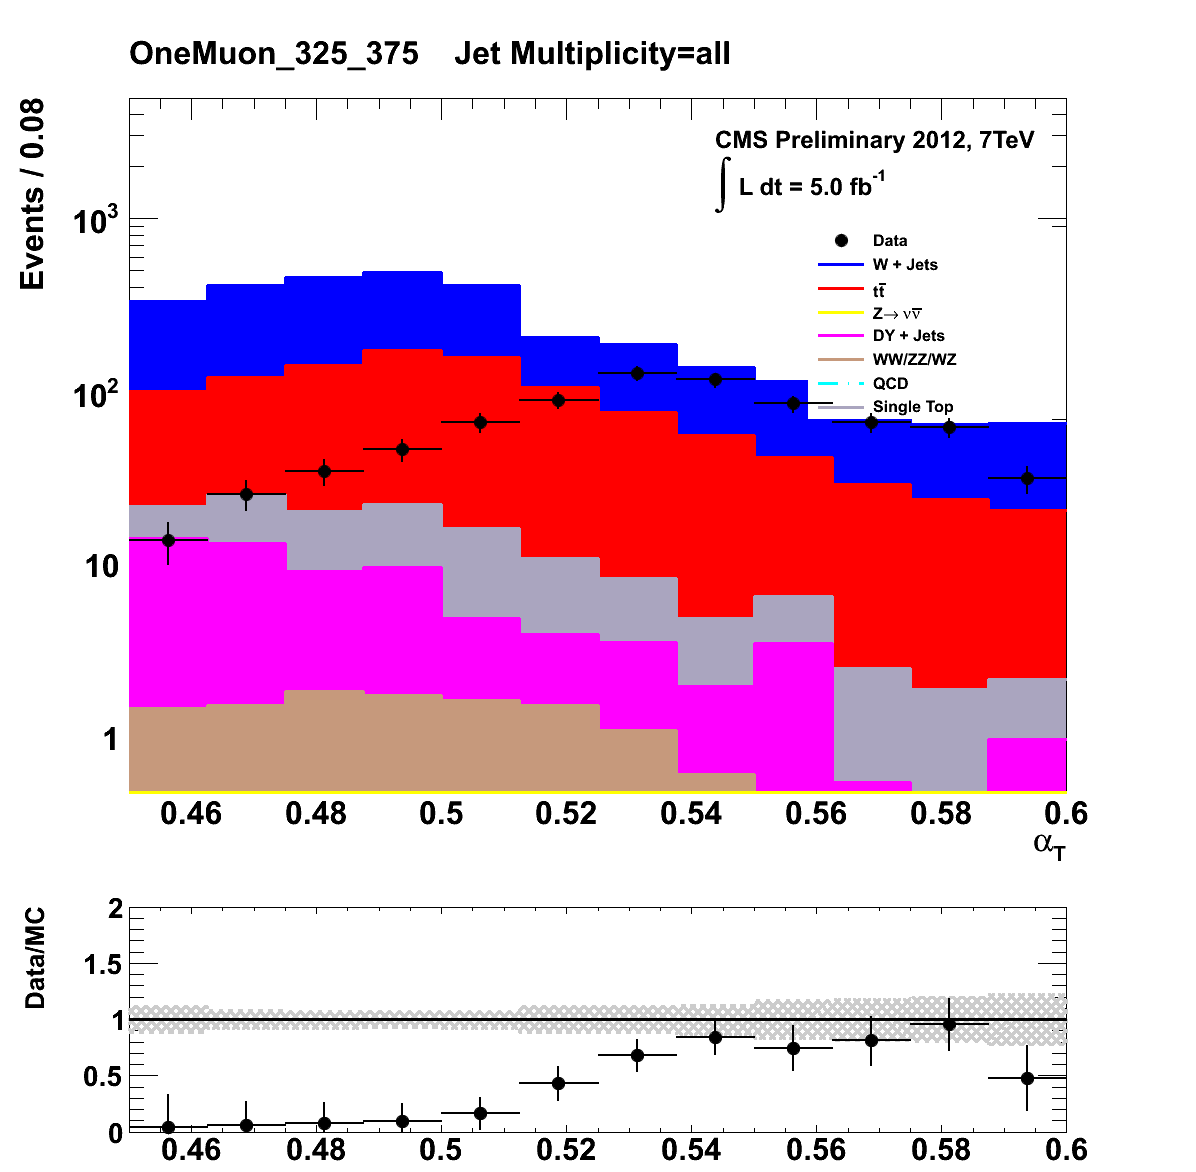 OneMuon_325_375 Jet Multiplicity=all
Events / 0.08
CMS Preliminary 2012, 7TeV
∫ L dt = 5.0 fb⁻¹
Data
W + Jets
tt̅
Z→ νν̅
DY + Jets
WW/ZZ/WZ
QCD
Single Top
10³
10²
10
1
0.46 0.48 0.5 0.52 0.54 0.56 0.58 0.6
α_T
Data/MC
2
1.5
1
0.5
0
0.46 0.48 0.5 0.52 0.54 0.56 0.58 0.6